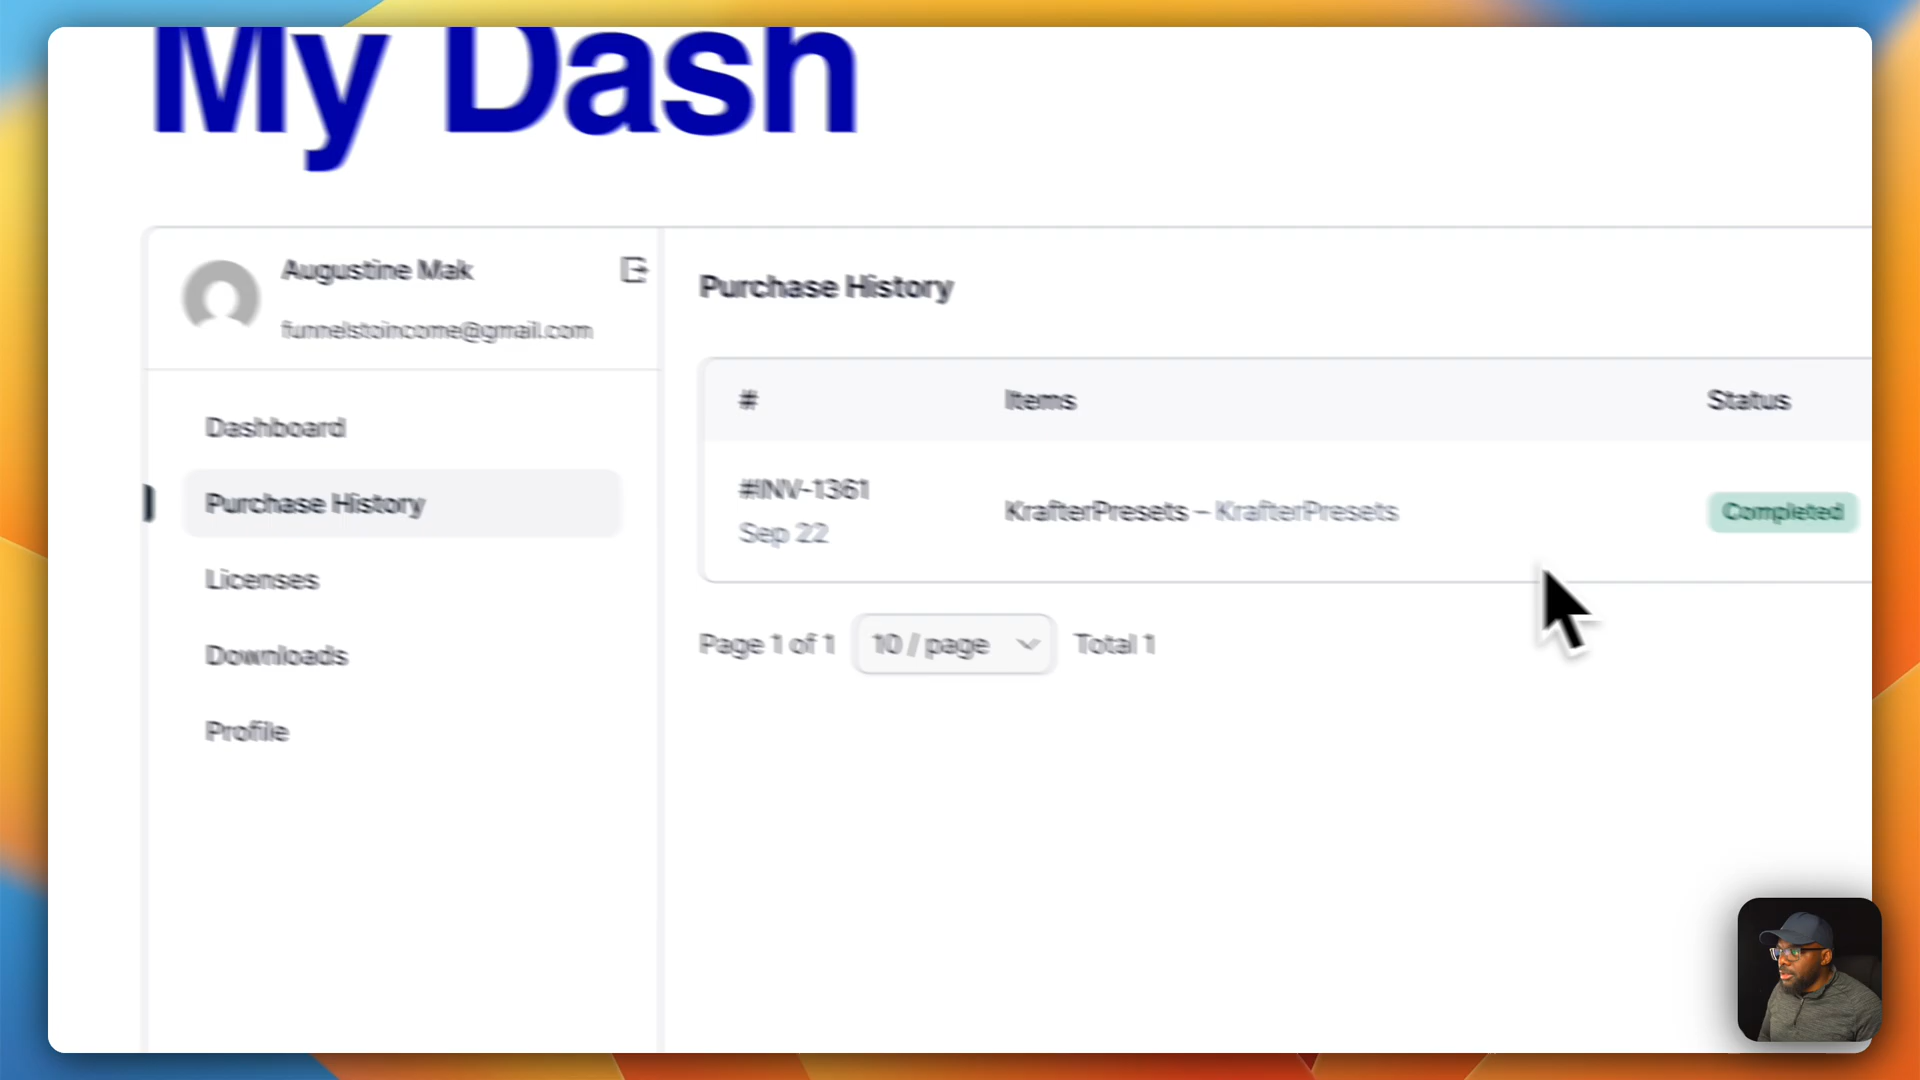 My Dash
Augustine Mak
funnelstoincome@gmail.com
Dashboard
Purchase History
Licenses
Downloads
Profile
Purchase History
# Items Status
#INV-1361
Sep 22
KrafterPresets – KrafterPresets
Completed
Page 1 of 1 10 / page Total 1